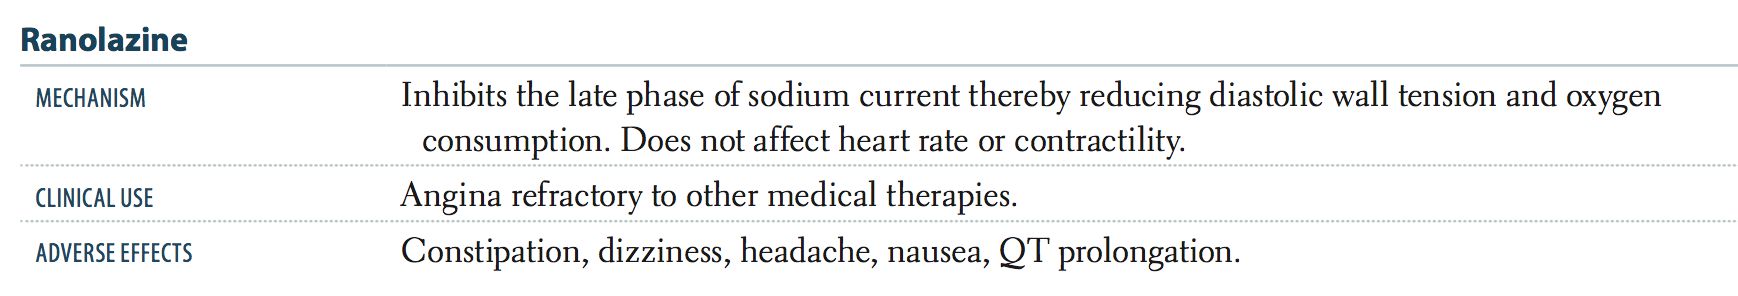 Ranolazine
MECHANISM Inhibits the late phase of sodium current thereby reducing diastolic wall tension and oxygen
consumption. Does not affect heart rate or contractility.
CLINICAL USE Angina refractory to other medical therapies.
ADVERSE EFFECTS Constipation, dizziness, headache, nausea, QT prolongation.